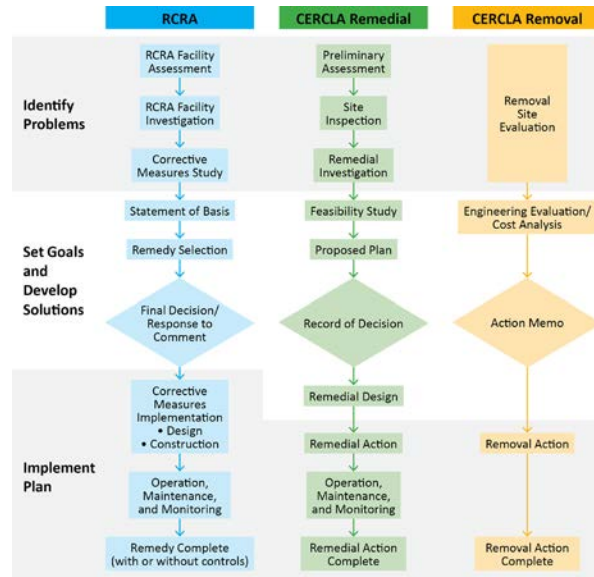 RCRA
CERCLA Remedial
CERCLA Removal
Identify
Problems
RCRA Facility
Assessment
RCRA Facility
Investigation
Corrective
Measures Study
Preliminary
Assessment
Site
Inspection
Remedial
Investigation
Removal
Site
Evaluation
Set Goals
and
Develop
Solutions
Statement of Basis
Remedy Selection
Final Decision/
Response to
Comment
Feasibility Study
Proposed Plan
Record of Decision
Engineering Evaluation/
Cost Analysis
Action Memo
Implement
Plan
Corrective
Measures
Implementation
• Design
• Construction
Operation,
Maintenance,
and Monitoring
Remedy Complete
(with or without controls)
Remedial Design
Remedial Action
Operation,
Maintenance,
and Monitoring
Remedial Action
Complete
Removal Action
Removal Action
Complete